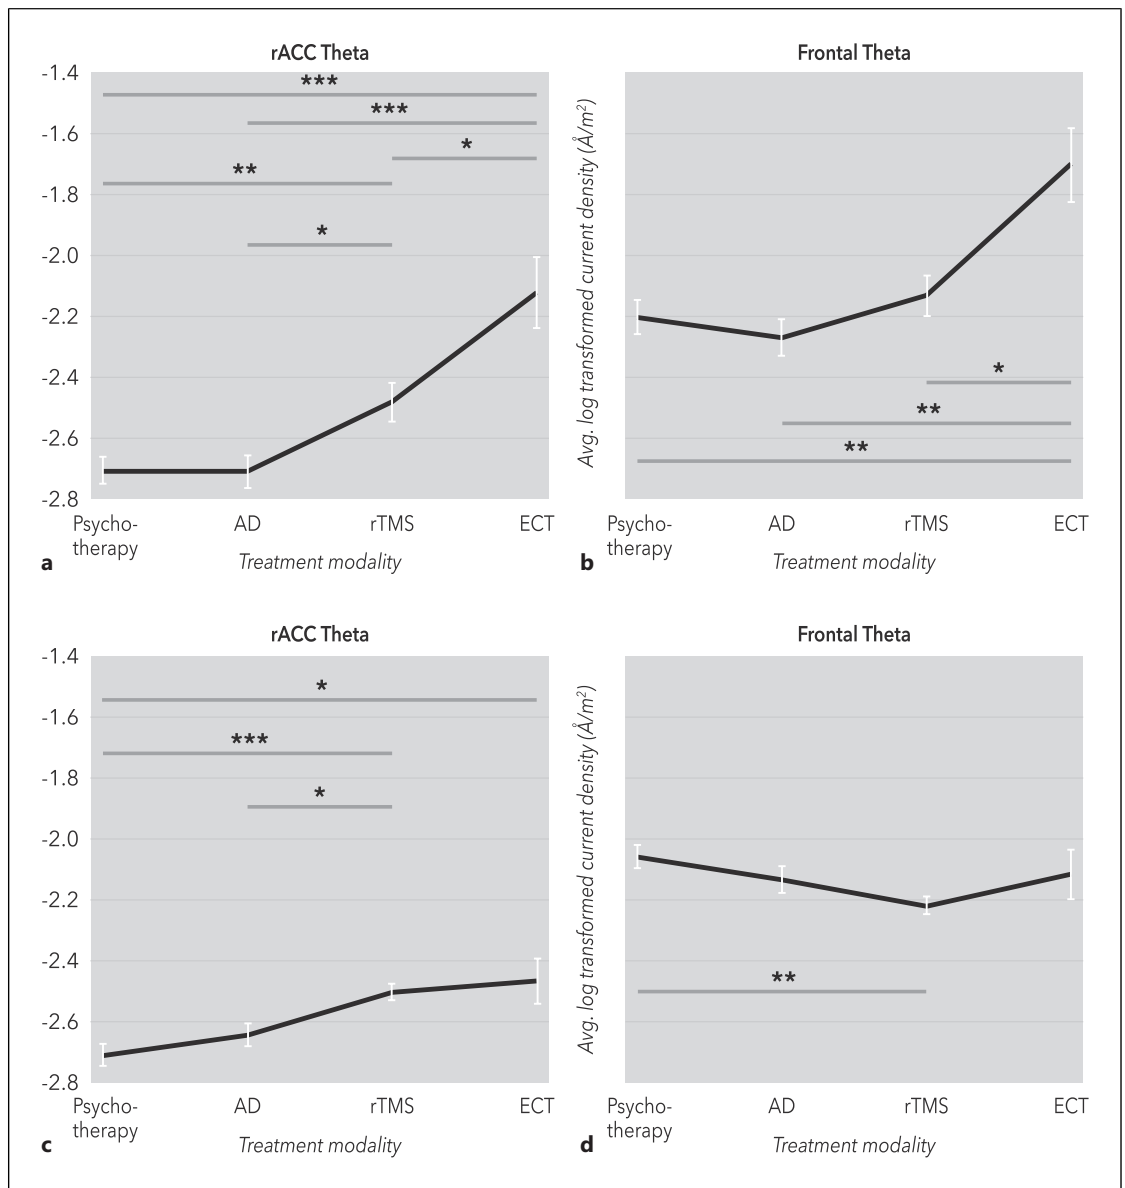 rACC Theta
Frontal Theta
-1.4
-1.6
-1.8
-2.0
-2.2
-2.4
-2.6
-2.8
***
***
*
**
*
Avg. log transformed current density (Å/m²)
*
**
**
Psycho-
therapy
AD
rTMS
ECT
Psycho-
therapy
AD
rTMS
ECT
a
Treatment modality
b
Treatment modality
rACC Theta
Frontal Theta
-1.4
-1.6
-1.8
-2.0
-2.2
-2.4
-2.6
-2.8
*
***
*
Avg. log transformed current density (Å/m²)
**
Psycho-
therapy
AD
rTMS
ECT
Psycho-
therapy
AD
rTMS
ECT
c
Treatment modality
d
Treatment modality